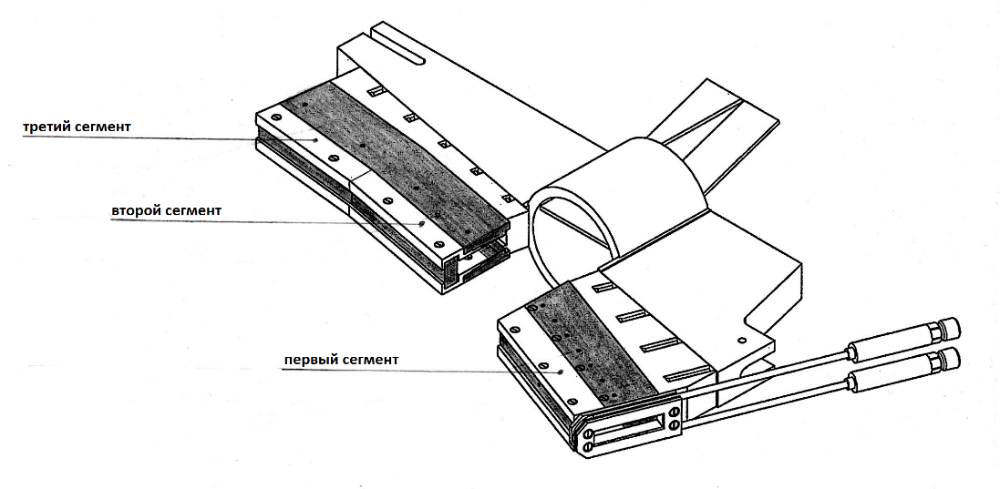 третий сегмент
второй сегмент
первый сегмент